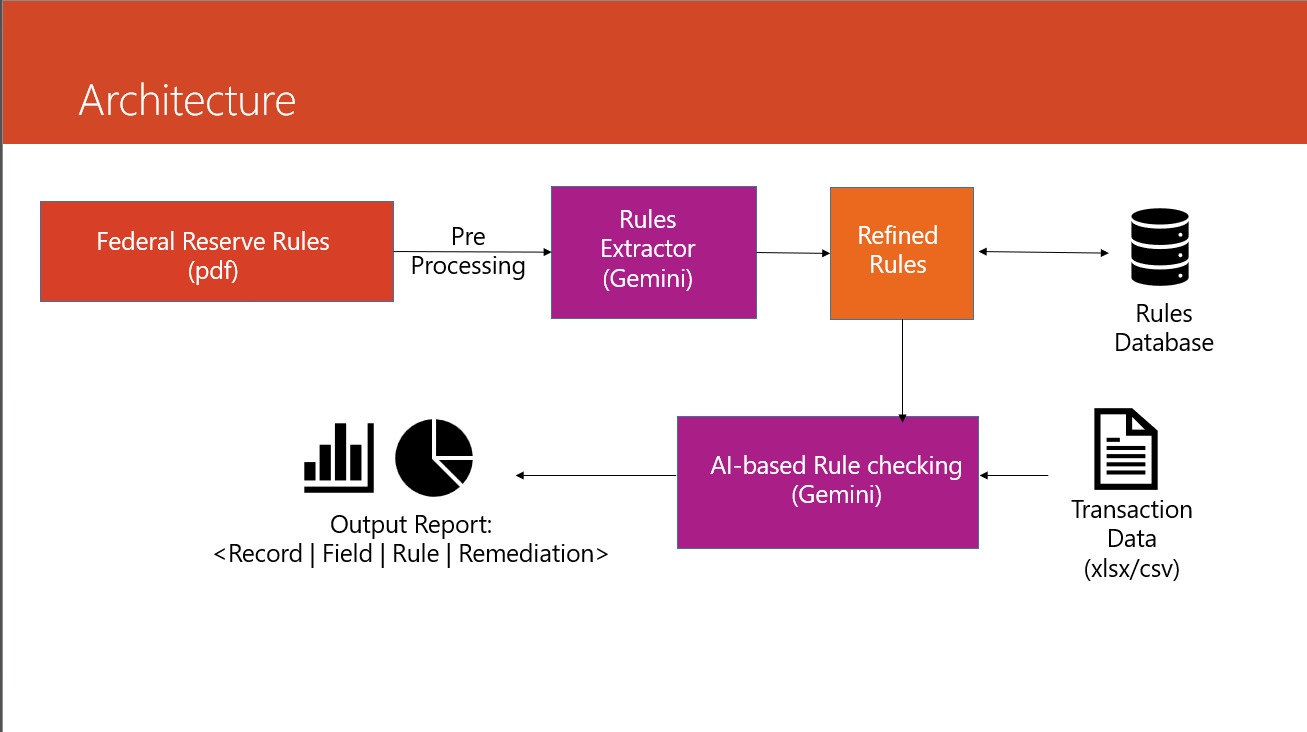 Architecture
Federal Reserve Rules
(pdf)
Pre
Processing
Rules
Extractor
(Gemini)
Refined
Rules
Rules
Database
AI-based Rule checking
(Gemini)
Transaction
Data
(xlsx/csv)
Output Report:
<Record | Field | Rule | Remediation>